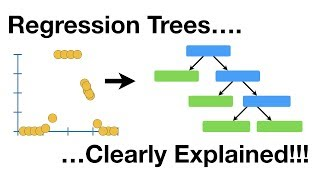 Regression Trees....
...Clearly Explained!!!